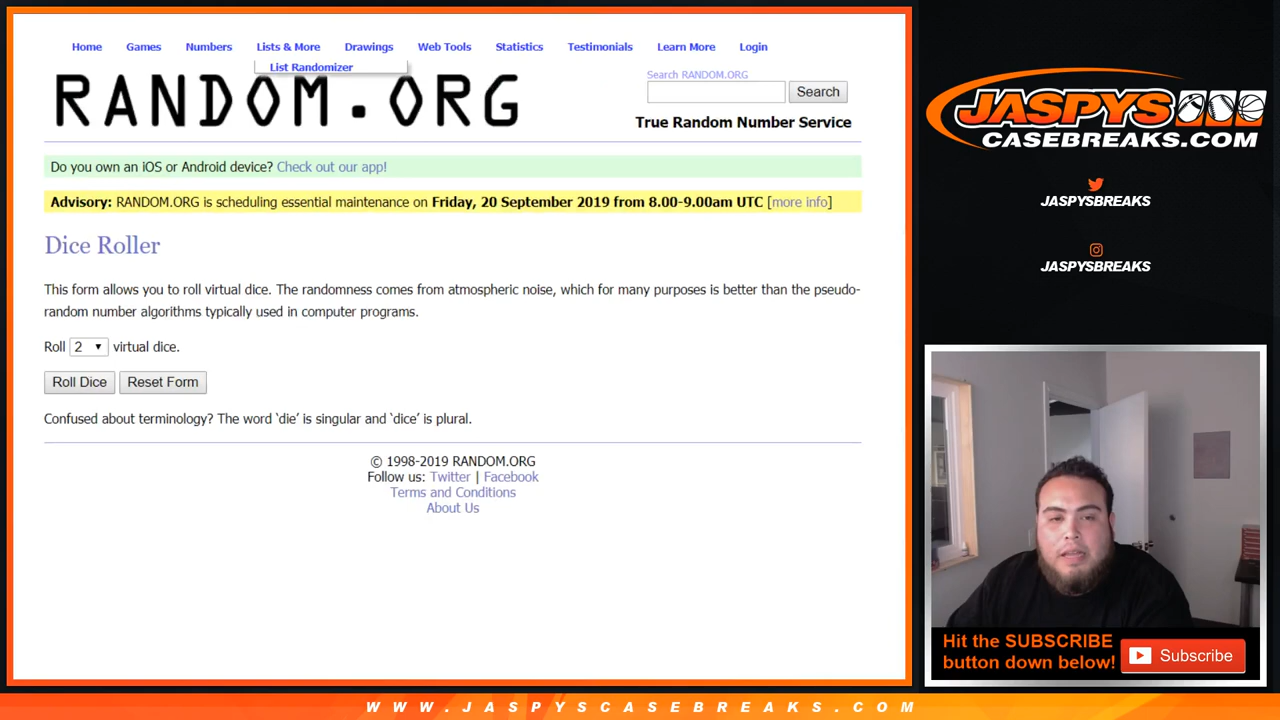 Home Games Numbers Lists & More Drawings Web Tools Statistics Testimonials Learn More Login
List Randomizer
RANDOM.ORG
Search RANDOM.ORG
Search
True Random Number Service
Do you own an iOS or Android device? Check out our app!
Advisory: RANDOM.ORG is scheduling essential maintenance on Friday, 20 September 2019 from 8.00-9.00am UTC [more info]
Dice Roller
This form allows you to roll virtual dice. The randomness comes from atmospheric noise, which for many purposes is better than the pseudo-
random number algorithms typically used in computer programs.
Roll 2 virtual dice.
Roll Dice Reset Form
Confused about terminology? The word ‘die’ is singular and ‘dice’ is plural.
© 1998-2019 RANDOM.ORG
Follow us: Twitter | Facebook
Terms and Conditions
About Us
JASPYS
CASEBREAKS.COM
JASPYSBREAKS
JASPYSBREAKS
Hit the SUBSCRIBE
button down below!
Subscribe
WWW.JASPYSCASEBREAKS.COM